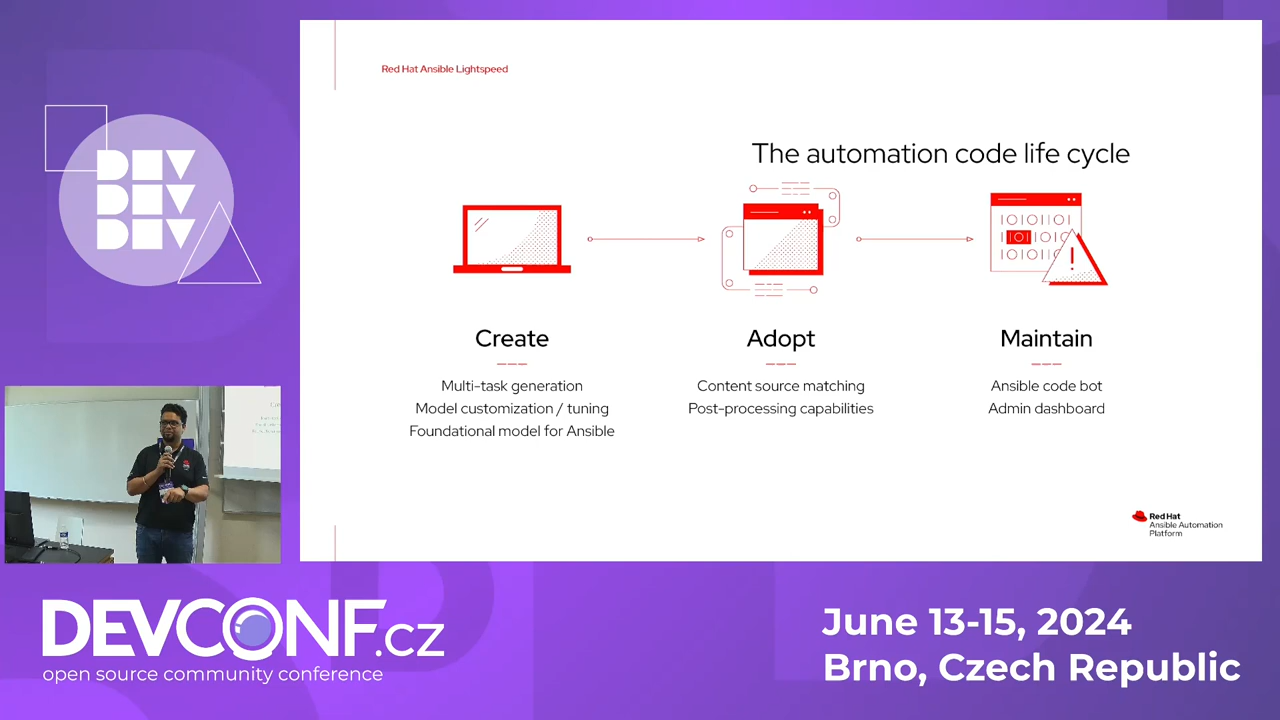 Red Hat Ansible Lightspeed
The automation code life cycle
Create
Multi-task generation
Model customization / tuning
Foundational model for Ansible
Adopt
Content source matching
Post-processing capabilities
Maintain
Ansible code bot
Admin dashboard
Red Hat
Ansible Automation
Platform
DEV
DEV
DEV
DEVCONF.cz
open source community conference
June 13-15, 2024
Brno, Czech Republic